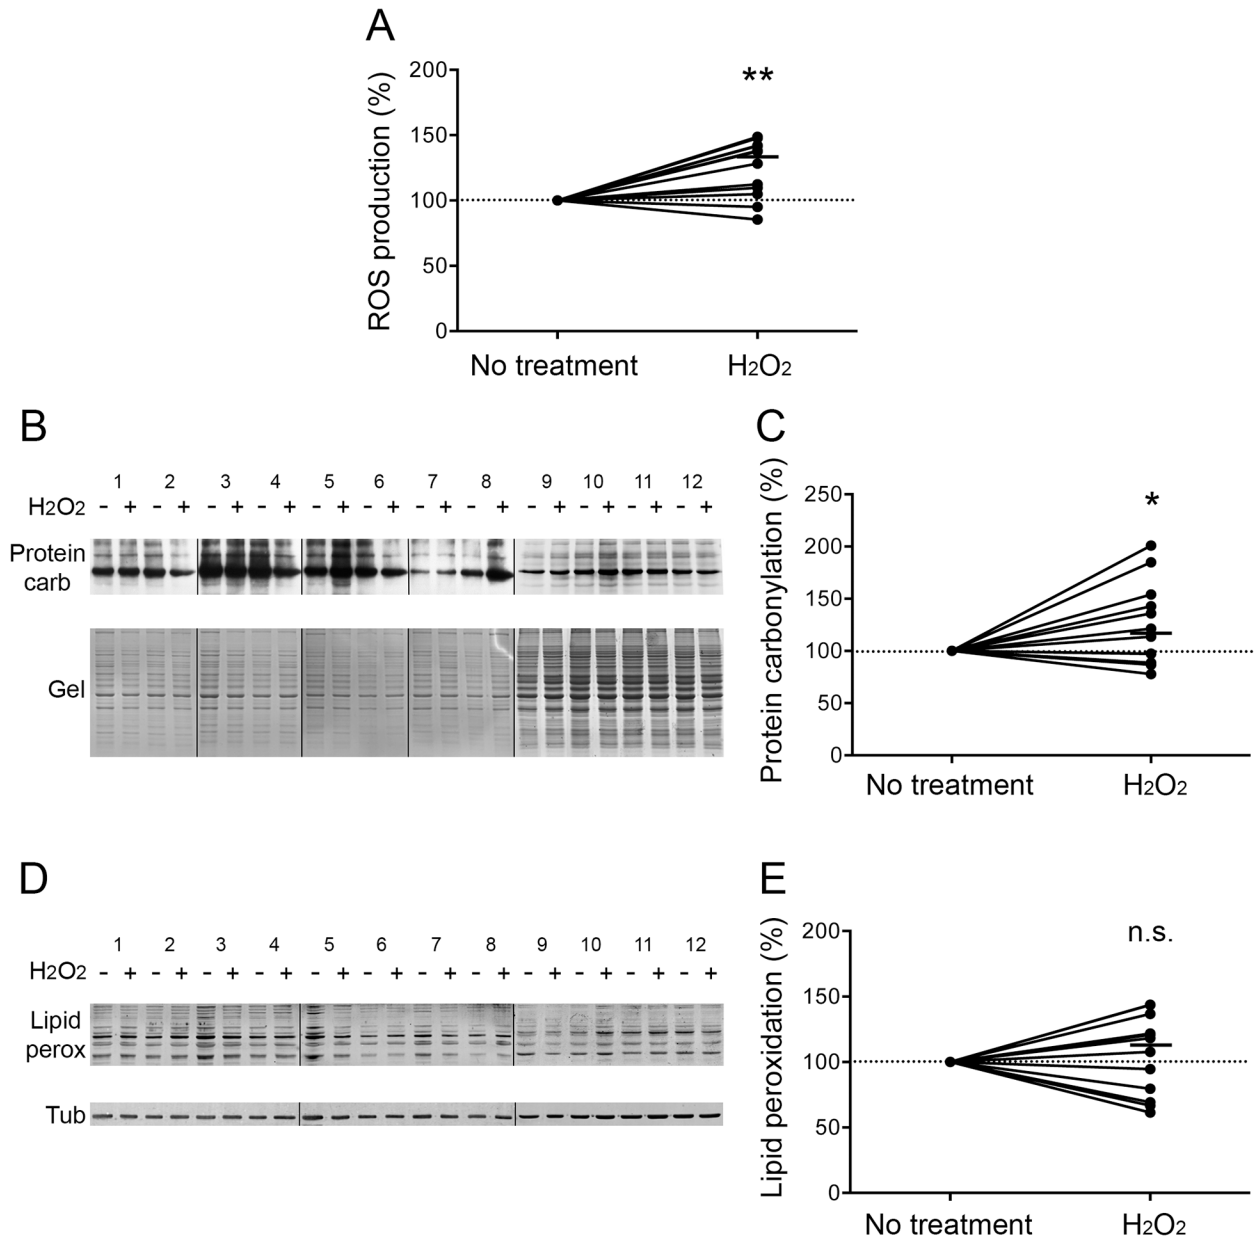 A
ROS production (%)
200
150
100
50
0
**
No treatment
H2O2
B
1 2 3 4 5 6 7 8 9 10 11 12
H2O2 - + - + - + - + - + - + - + - + - + - + - + - +
Protein
carb
Gel
C
Protein carbonylation (%)
250
200
150
100
50
0
*
No treatment
H2O2
D
1 2 3 4 5 6 7 8 9 10 11 12
H2O2 - + - + - + - + - + - + - + - + - + - + - + - +
Lipid
perox
Tub
E
Lipid peroxidation (%)
200
150
100
50
0
n.s.
No treatment
H2O2